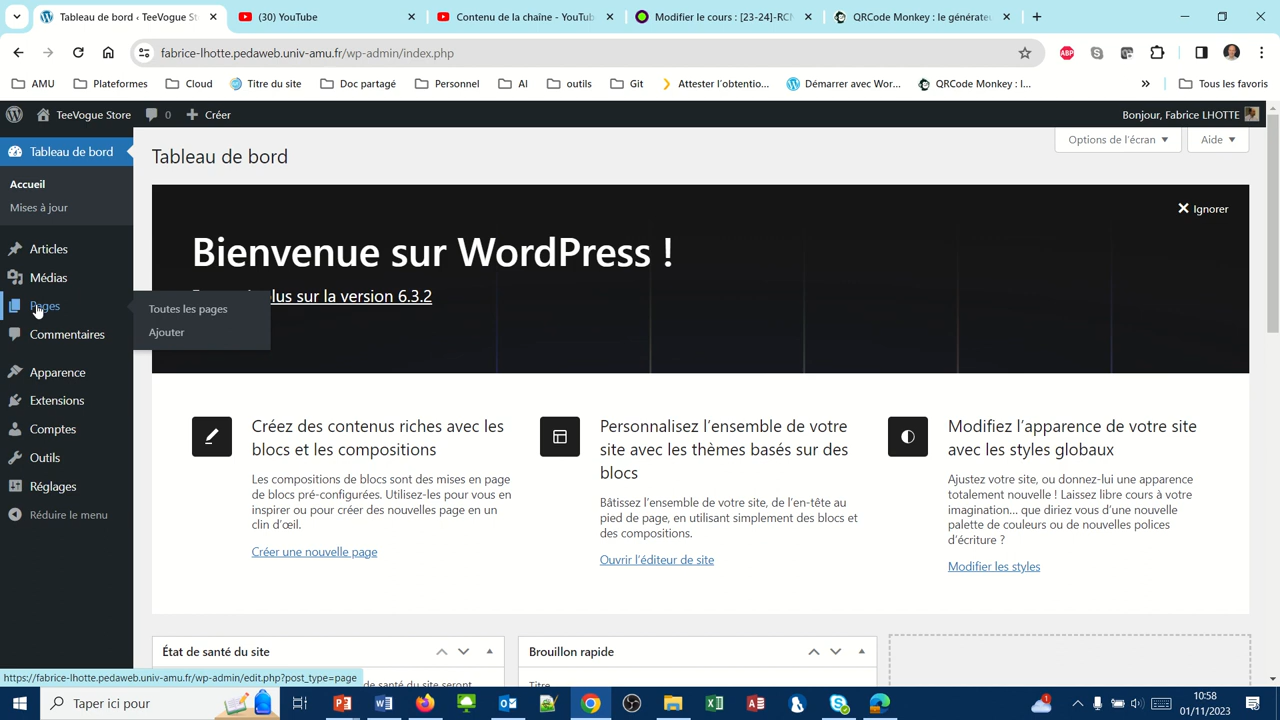 Tableau de bord ‹ TeeVogue St
(30) YouTube
Contenu de la chaîne - YouTub
Modifier le cours : [23-24]-RCM
QRCode Monkey : le générateu
fabrice-lhotte.pedaweb.univ-amu.fr/wp-admin/index.php
ABP
AMU
Plateformes
Cloud
Titre du site
Doc partagé
Personnel
AI
outils
Git
Attester l'obtentio...
Démarrer avec Wor...
QRCode Monkey : l...
»
Tous les favoris
TeeVogue Store
0
Créer
Bonjour, Fabrice LHOTTE
Tableau de bord
Accueil
Mises à jour
Articles
Médias
Pages
Toutes les pages
Ajouter
Commentaires
Apparence
Extensions
Comptes
Outils
Réglages
Réduire le menu
Options de l'écran
Aide
Tableau de bord
Ignorer
Bienvenue sur WordPress !
lus sur la version 6.3.2
Créez des contenus riches avec les
blocs et les compositions
Les compositions de blocs sont des mises en page
de blocs pré-configurées. Utilisez-les pour vous en
inspirer ou pour créer des nouvelles page en un
clin d'œil.
Créer une nouvelle page
Personnalisez l'ensemble de votre
site avec les thèmes basés sur des
blocs
Bâtissez l'ensemble de votre site, de l'en-tête au
pied de page, en utilisant simplement des blocs et
des compositions.
Ouvrir l'éditeur de site
Modifiez l'apparence de votre site
avec les styles globaux
Ajustez votre site, ou donnez-lui une apparence
totalement nouvelle ! Laissez libre cours à votre
imagination... que diriez vous d'une nouvelle
palette de couleurs ou de nouvelles polices
d'écriture ?
Modifier les styles
État de santé du site
Brouillon rapide
de santé du site seront
Titre
https://fabrice-lhotte.pedaweb.univ-amu.fr/wp-admin/edit.php?post_type=page
Taper ici pour
10:58
01/11/2023